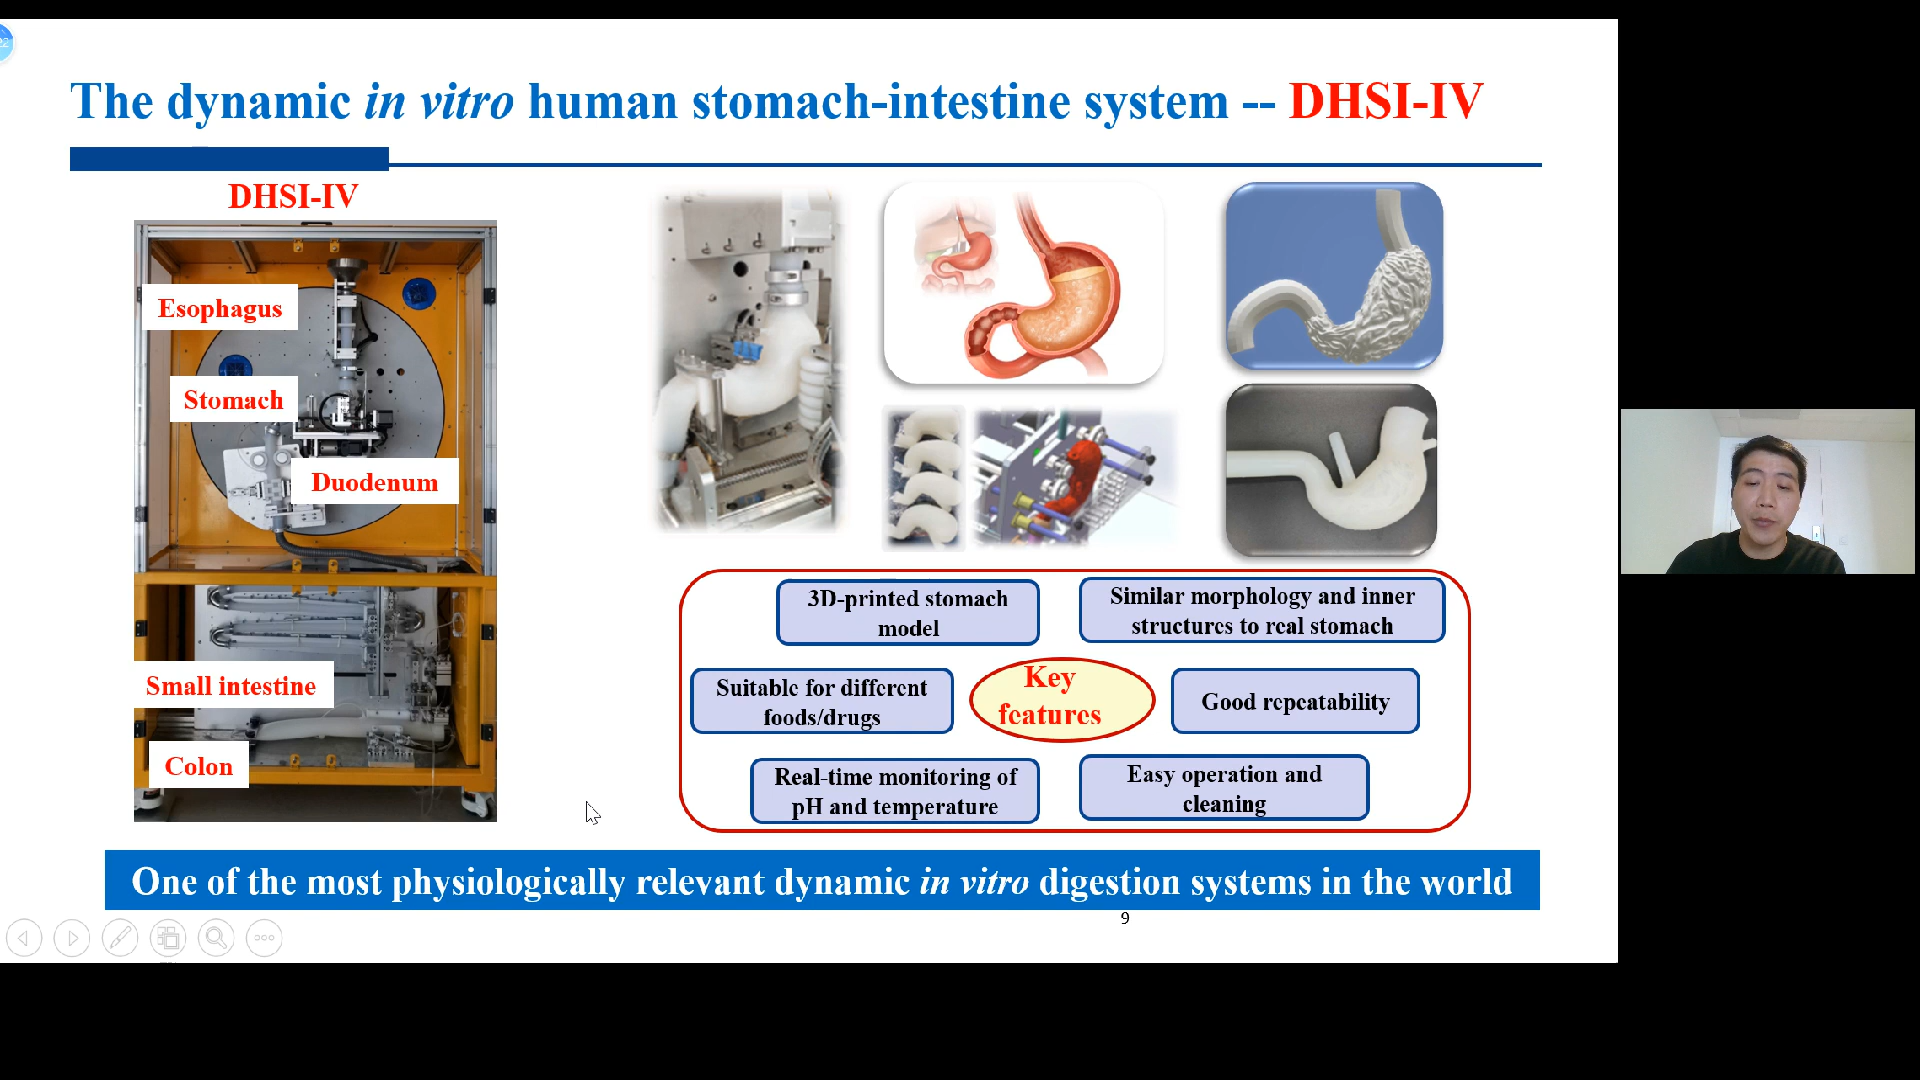 22
The dynamic in vitro human stomach-intestine system -- DHSI-IV
DHSI-IV
Esophagus
Stomach
Duodenum
Small intestine
Colon
3D-printed stomach
model
Similar morphology and inner
structures to real stomach
Suitable for different
foods/drugs
Key
features
Good repeatability
Real-time monitoring of
pH and temperature
Easy operation and
cleaning
One of the most physiologically relevant dynamic in vitro digestion systems in the world
9